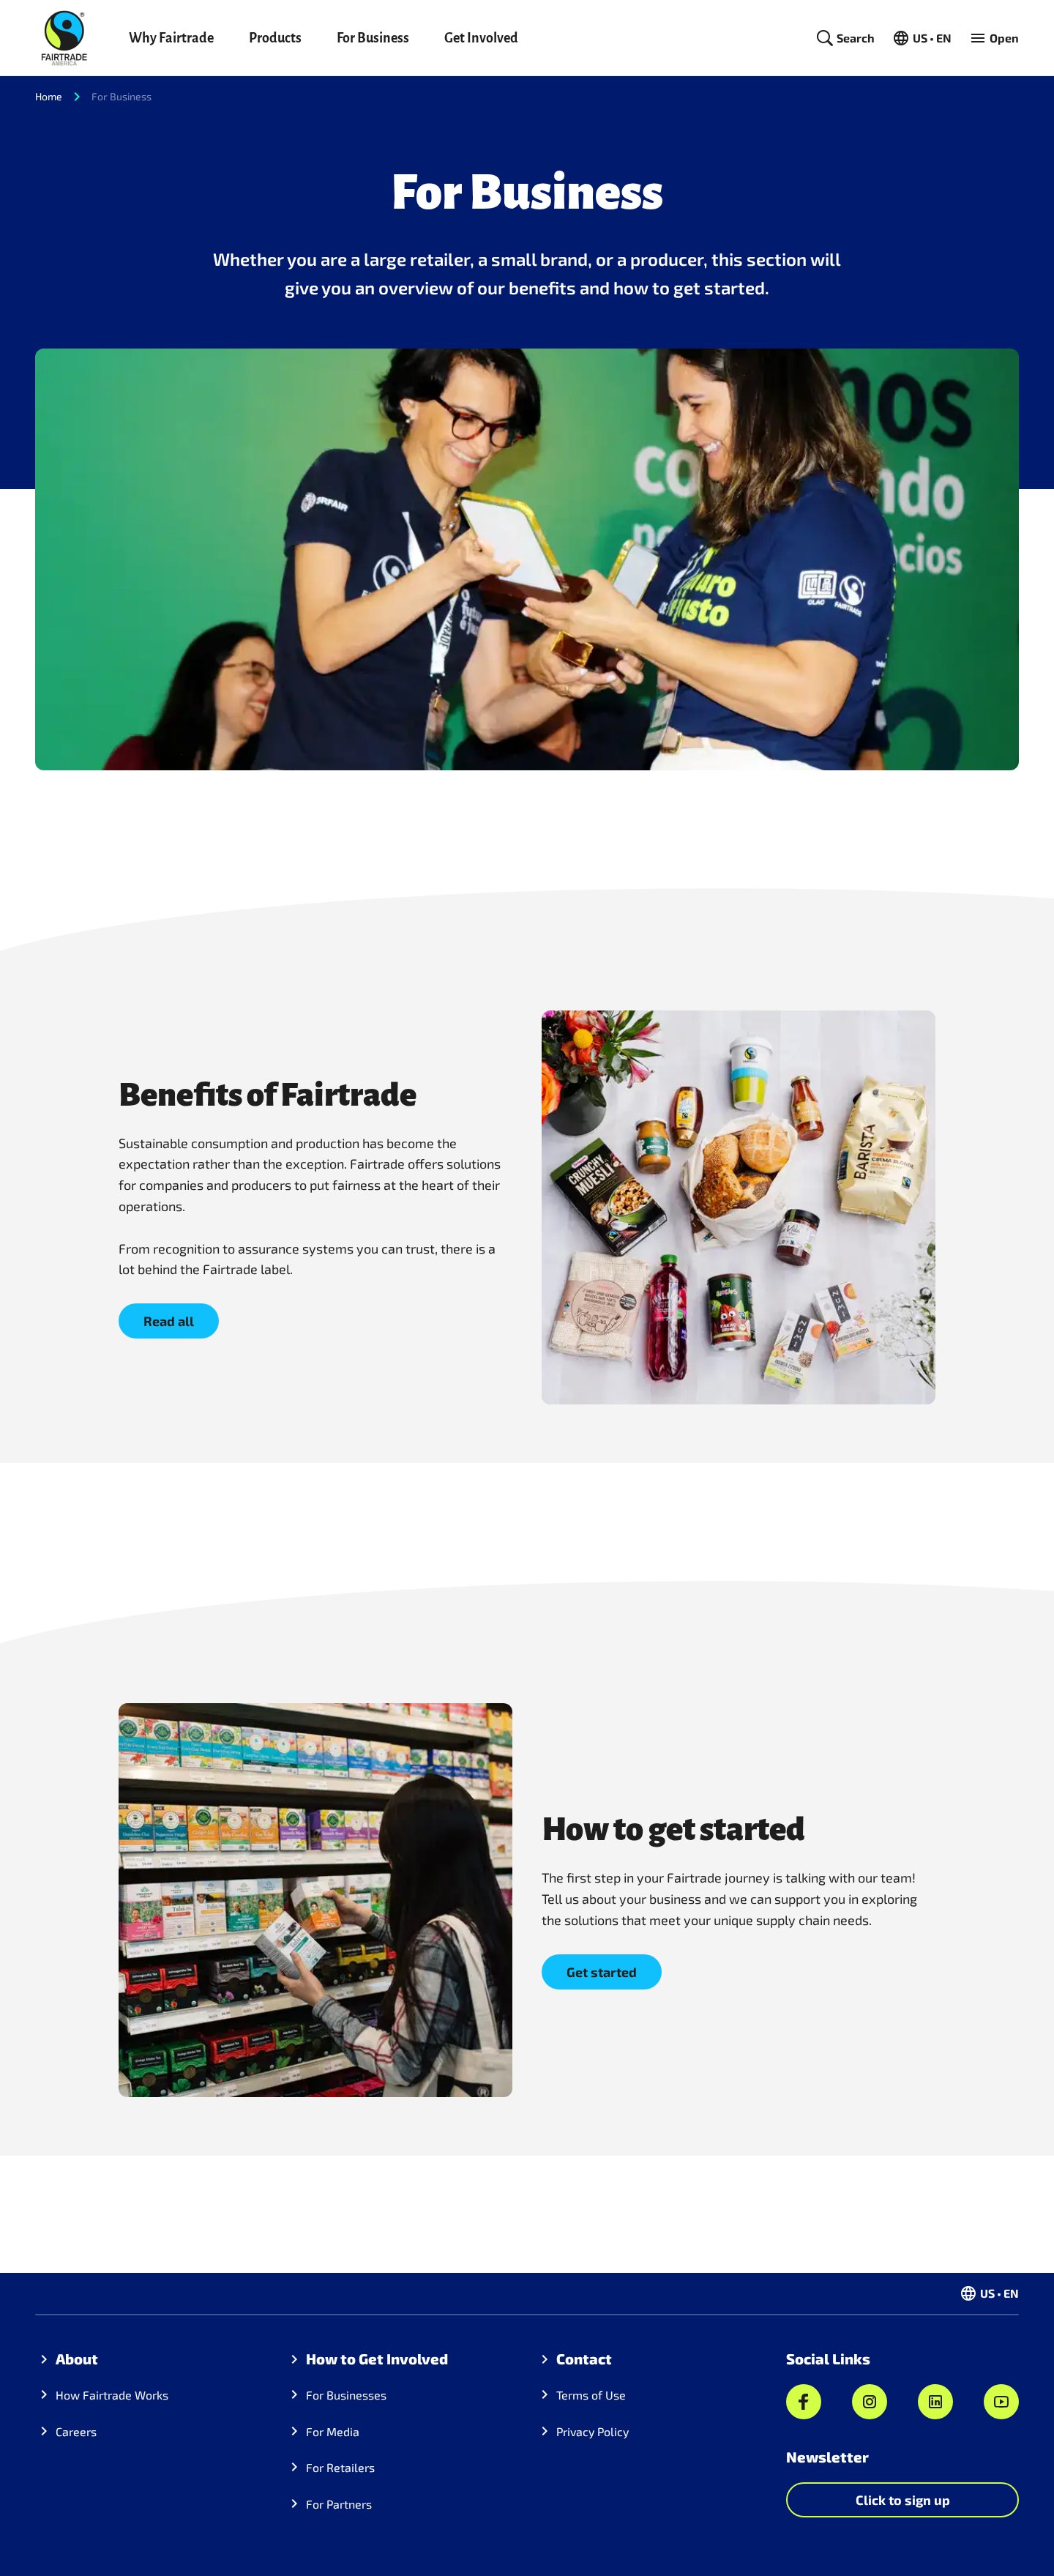 FAIRTRADE
AMERICA
Why Fairtrade
Products
For Business
Get Involved
Search
US • EN
Open
Home
For Business
For Business
Whether you are a large retailer, a small brand, or a producer, this section will
give you an overview of our benefits and how to get started.
Benefits of Fairtrade
Sustainable consumption and production has become the
expectation rather than the exception. Fairtrade offers solutions
for companies and producers to put fairness at the heart of their
operations.
From recognition to assurance systems you can trust, there is a
lot behind the Fairtrade label.
Read all
CRUNCHY
MUESLI
BARISTA
NUMI
NUMI
How to get started
The first step in your Fairtrade journey is talking with our team!
Tell us about your business and we can support you in exploring
the solutions that meet your unique supply chain needs.
Get started
US • EN
About
How Fairtrade Works
Careers
How to Get Involved
For Businesses
For Media
For Retailers
For Partners
Contact
Terms of Use
Privacy Policy
Social Links
Newsletter
Click to sign up